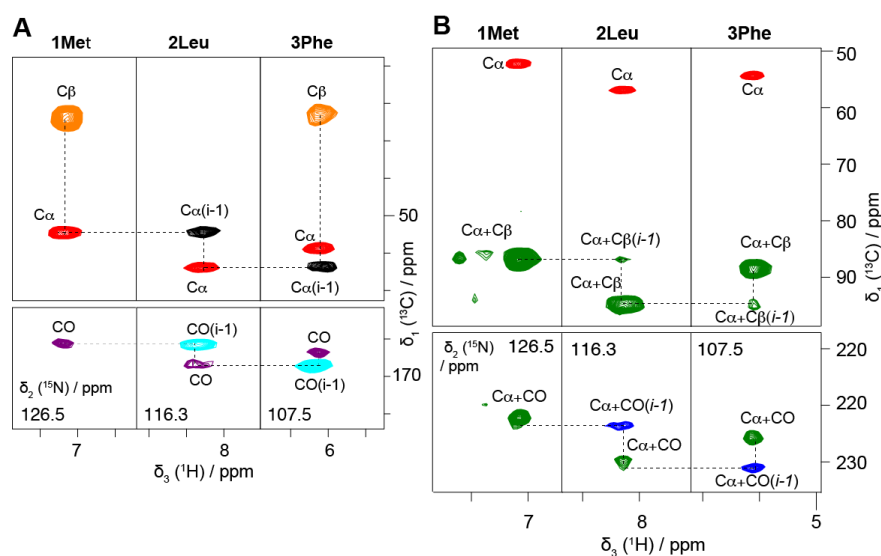 A
1Met
2Leu
3Phe
Cβ
Cβ
Cα
Cα(i-1)
Cα
Cα
Cα(i-1)
50
CO
CO(i-1)
CO
CO
CO(i-1)
170
δ₁ (¹³C) / ppm
δ₂ (¹⁵N) / ppm
126.5
116.3
107.5
7
8
6
δ₃ (¹H) / ppm
B
1Met
2Leu
3Phe
Cα
Cα
Cα
50
60
70
80
90
Cα+Cβ
Cα+Cβ(i-1)
Cα+Cβ
Cα+Cβ
Cα+Cβ(i-1)
δ₁ (¹³C) / ppm
δ₂ (¹⁵N)
/ ppm
126.5
116.3
107.5
220
220
230
Cα+CO
Cα+CO(i-1)
Cα+CO
Cα+CO
Cα+CO(i-1)
7
8
5
δ₃ (¹H) / ppm